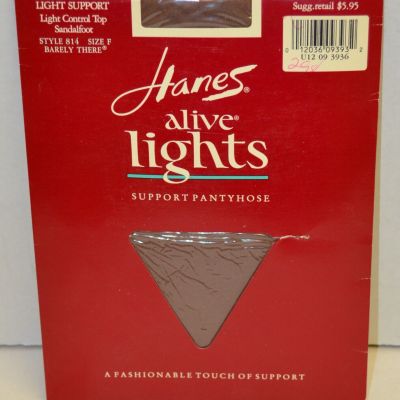 LIGHT SUPPORT
Light Control Top
Sandalfoot
STYLE 814 SIZE F
BARELY THERE®
Sugg.retail $5.95
0 12036 09393 2
U12 09 3936
Hanes®
alive®
lights
SUPPORT PANTYHOSE
A FASHIONABLE TOUCH OF SUPPORT